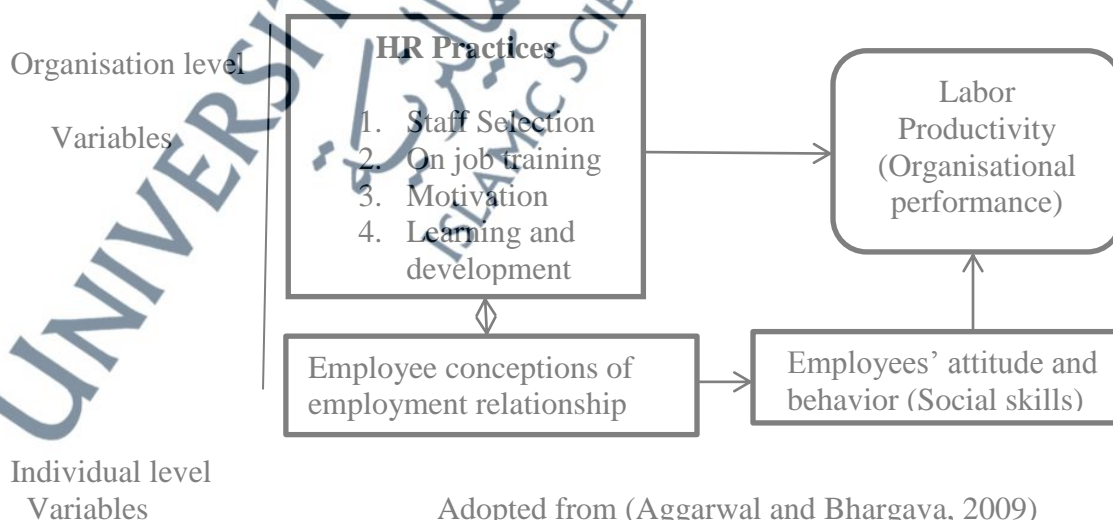 Organisation level
Variables
HR Practices
1. Staff Selection
2. On job training
3. Motivation
4. Learning and
development
Labor
Productivity
(Organisational
performance)
Employee conceptions of
employment relationship
Employees’ attitude and
behavior (Social skills)
Individual level
Variables
Adopted from (Aggarwal and Bhargava, 2009)